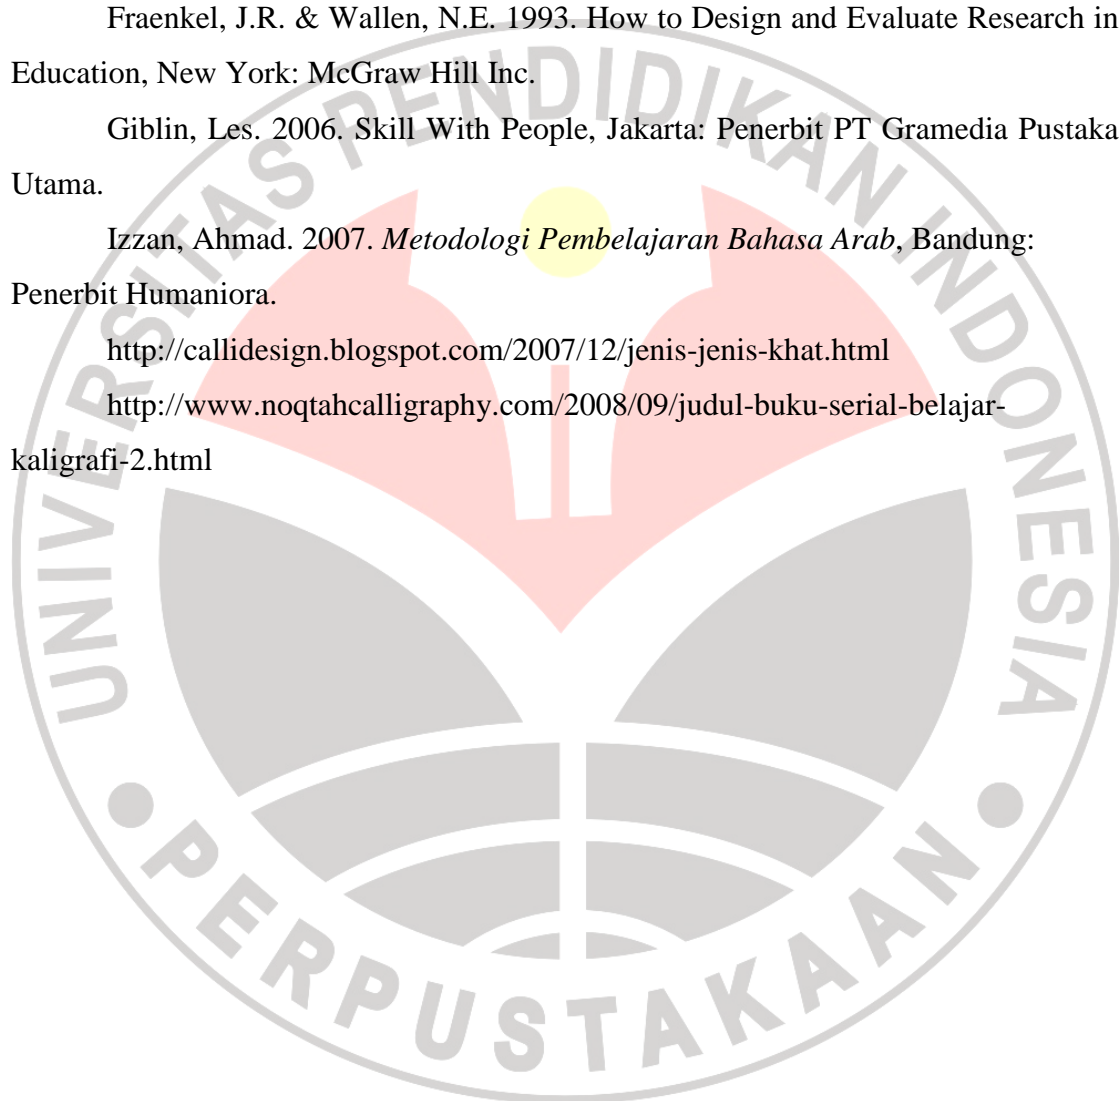 Fraenkel, J.R. & Wallen, N.E. 1993. How to Design and Evaluate Research in
Education, New York: McGraw Hill Inc.
Giblin, Les. 2006. Skill With People, Jakarta: Penerbit PT Gramedia Pustaka
Utama.
Izzan, Ahmad. 2007. Metodologi Pembelajaran Bahasa Arab, Bandung:
Penerbit Humaniora.
http://callidesign.blogspot.com/2007/12/jenis-jenis-khat.html
http://www.noqtahcalligraphy.com/2008/09/judul-buku-serial-belajar-
kaligrafi-2.html
UNIVERSITAS PENDIDIKAN INDONESIA
PERPUSTAKAAN